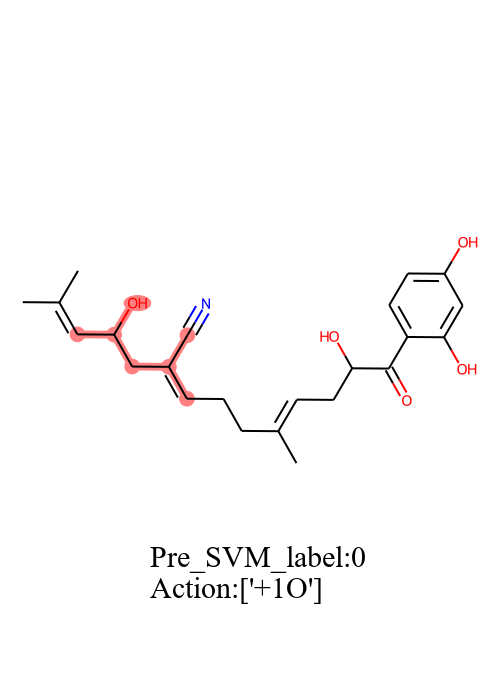 OH
OH
N
HO
OH
O
Pre_SVM_label:0
Action:['+1O']